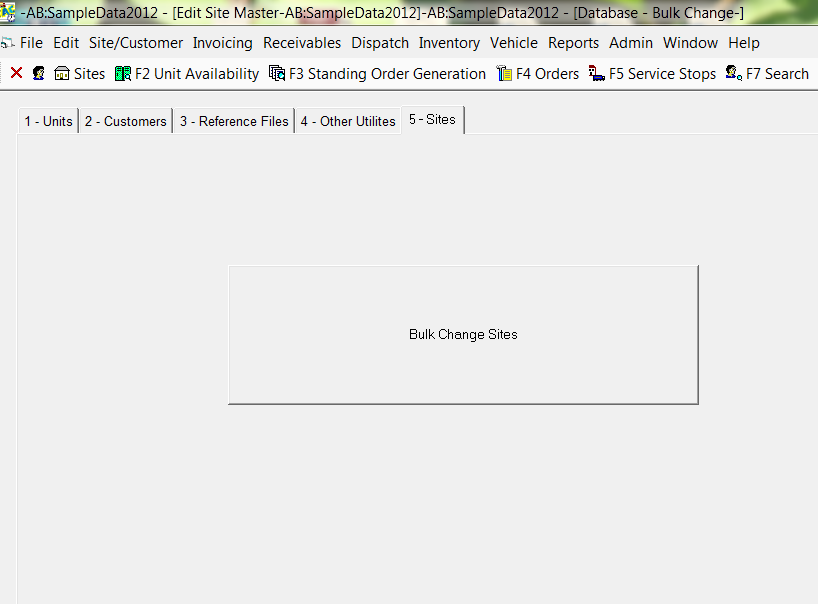 -AB:SampleData2012 - [Edit Site Master-AB:SampleData2012]-AB:SampleData2012 - [Database - Bulk Change-]
File Edit Site/Customer Invoicing Receivables Dispatch Inventory Vehicle Reports Admin Window Help
Sites F2 Unit Availability F3 Standing Order Generation F4 Orders F5 Service Stops F7 Search
1 - Units 2 - Customers 3 - Reference Files 4 - Other Utilites 5 - Sites
Bulk Change Sites